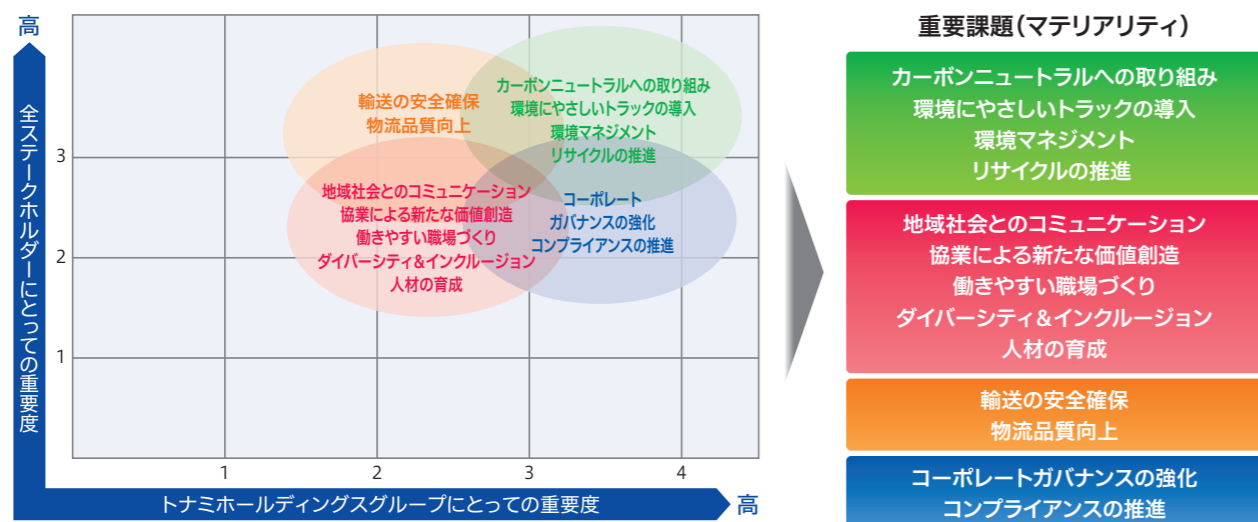 高
全ステークホルダーにとっての重要度
3
2
1
輸送の安全確保
物流品質向上
カーボンニュートラルへの取り組み
環境にやさしいトラックの導入
環境マネジメント
リサイクルの推進
地域社会とのコミュニケーション
協業による新たな価値創造
働きやすい職場づくり
ダイバーシティ&インクルージョン
人材の育成
コーポレート
ガバナンスの強化
コンプライアンスの推進
1
2
3
4
トナミホールディングスグループにとっての重要度
高
重要課題(マテリアリティ)
カーボンニュートラルへの取り組み
環境にやさしいトラックの導入
環境マネジメント
リサイクルの推進
地域社会とのコミュニケーション
協業による新たな価値創造
働きやすい職場づくり
ダイバーシティ&インクルージョン
人材の育成
輸送の安全確保
物流品質向上
コーポレートガバナンスの強化
コンプライアンスの推進